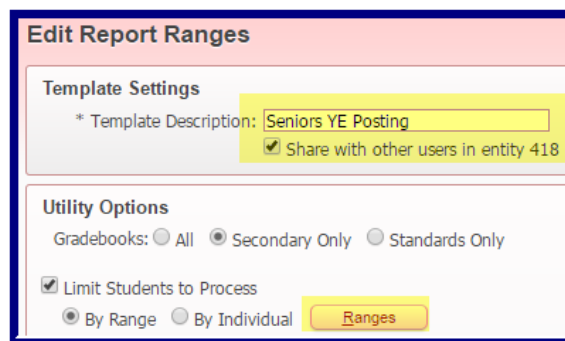 Edit Report Ranges
Template Settings
* Template Description: Seniors YE Posting
Share with other users in entity 418
Utility Options
Gradebooks: All Secondary Only Standards Only
Limit Students to Process
By Range By Individual Ranges